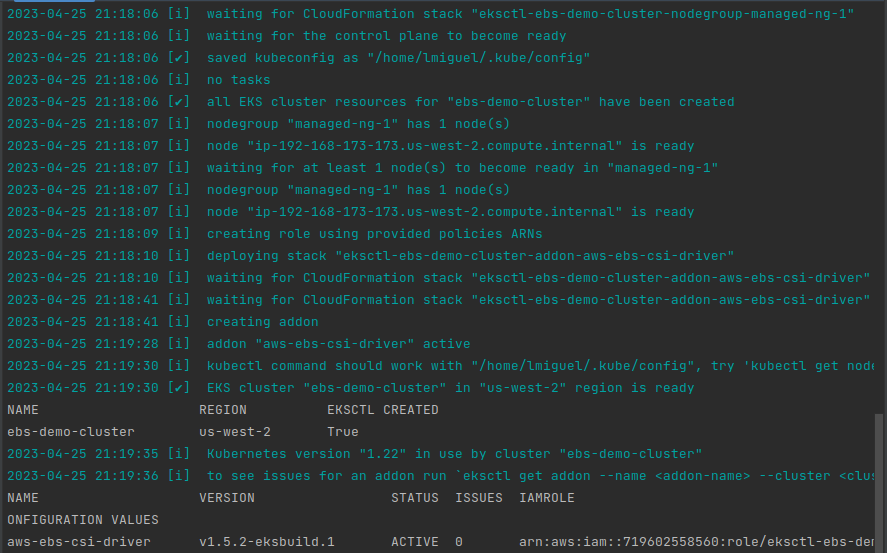 2023-04-25 21:18:06 [i]  waiting for CloudFormation stack "eksctl-ebs-demo-cluster-nodegroup-managed-ng-1"
2023-04-25 21:18:06 [i]  waiting for the control plane to become ready
2023-04-25 21:18:06 [✔]  saved kubeconfig as "/home/lmiguel/.kube/config"
2023-04-25 21:18:06 [i]  no tasks
2023-04-25 21:18:06 [✔]  all EKS cluster resources for "ebs-demo-cluster" have been created
2023-04-25 21:18:07 [i]  nodegroup "managed-ng-1" has 1 node(s)
2023-04-25 21:18:07 [i]  node "ip-192-168-173-173.us-west-2.compute.internal" is ready
2023-04-25 21:18:07 [i]  waiting for at least 1 node(s) to become ready in "managed-ng-1"
2023-04-25 21:18:07 [i]  nodegroup "managed-ng-1" has 1 node(s)
2023-04-25 21:18:07 [i]  node "ip-192-168-173-173.us-west-2.compute.internal" is ready
2023-04-25 21:18:09 [i]  creating role using provided policies ARNs
2023-04-25 21:18:10 [i]  deploying stack "eksctl-ebs-demo-cluster-addon-aws-ebs-csi-driver"
2023-04-25 21:18:10 [i]  waiting for CloudFormation stack "eksctl-ebs-demo-cluster-addon-aws-ebs-csi-driver"
2023-04-25 21:18:41 [i]  waiting for CloudFormation stack "eksctl-ebs-demo-cluster-addon-aws-ebs-csi-driver"
2023-04-25 21:18:41 [i]  creating addon
2023-04-25 21:19:28 [i]  addon "aws-ebs-csi-driver" active
2023-04-25 21:19:30 [i]  kubectl command should work with "/home/lmiguel/.kube/config", try 'kubectl get node
2023-04-25 21:19:30 [✔]  EKS cluster "ebs-demo-cluster" in "us-west-2" region is ready
NAME                    REGION          EKSCTL CREATED
ebs-demo-cluster        us-west-2       True
2023-04-25 21:19:35 [i]  Kubernetes version "1.22" in use by cluster "ebs-demo-cluster"
2023-04-25 21:19:36 [i]  to see issues for an addon run `eksctl get addon --name <addon-name> --cluster <clus
NAME                    VERSION                 STATUS  ISSUES  IAMROLE
ONFIGURATION VALUES
aws-ebs-csi-driver      v1.5.2-eksbuild.1       ACTIVE  0       arn:aws:iam::719602558560:role/eksctl-ebs-dem